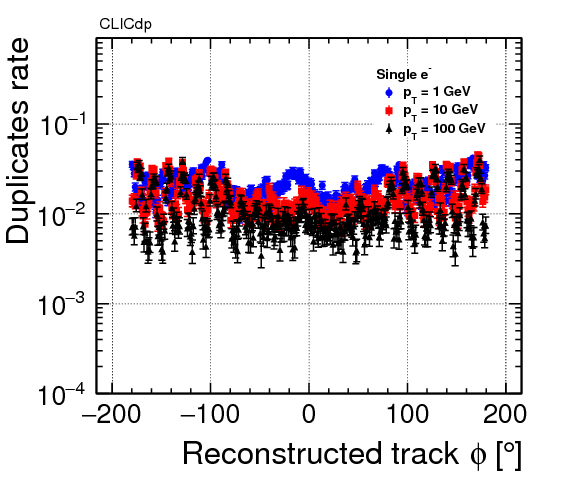 CLICdp
Duplicates rate
Single e⁻
p_T = 1 GeV
p_T = 10 GeV
p_T = 100 GeV
10⁻¹
10⁻²
10⁻³
10⁻⁴
−200 −100 0 100 200
Reconstructed track ϕ [°]